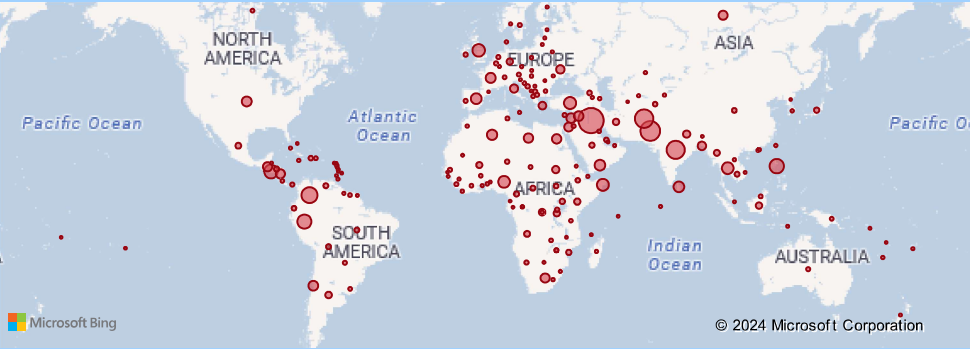 NORTH
AMERICA
EUROPE
ASIA
Pacific Ocean
Atlantic
Ocean
Pacific Oc
AFRICA
SOUTH
AMERICA
Indian
Ocean
AUSTRALIA
Microsoft Bing
© 2024 Microsoft Corporation